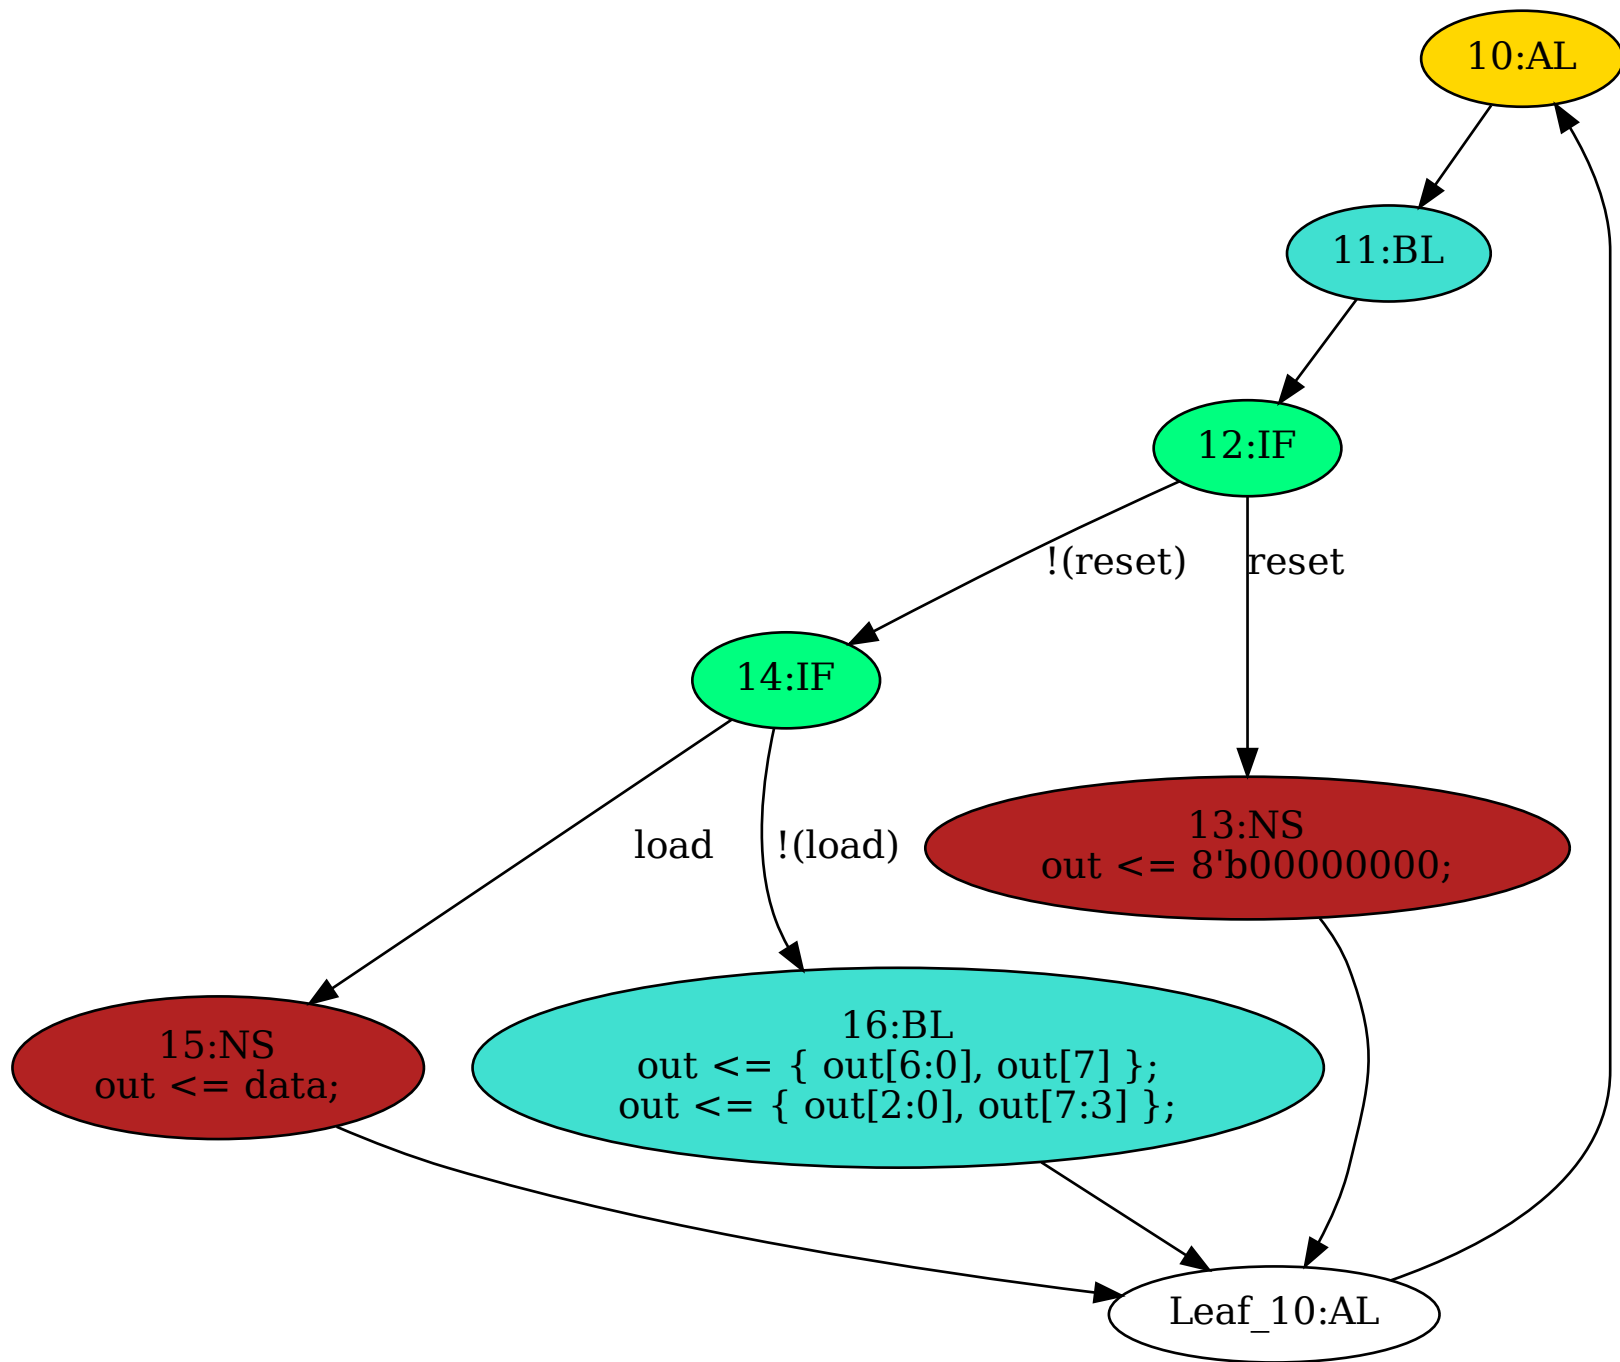 10:AL
11:BL
12:IF
!(reset)
reset
14:IF
load
!(load)
13:NS
out <= 8'b00000000;
15:NS
out <= data;
16:BL
out <= { out[6:0], out[7] };
out <= { out[2:0], out[7:3] };
Leaf_10:AL